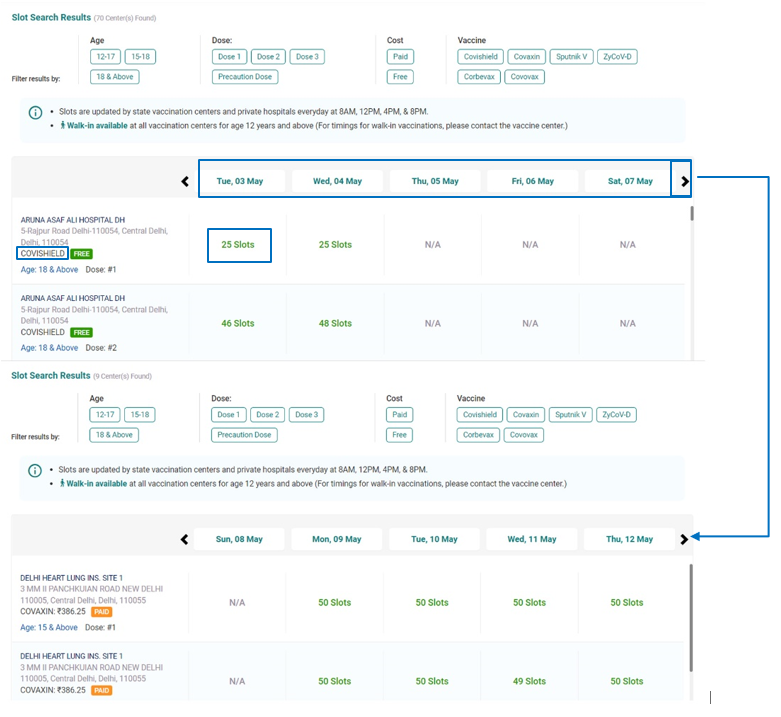 Slot Search Results (70 Center(s) Found)
Age
Dose:
Cost
Vaccine
12-17 15-18
Dose 1 Dose 2 Dose 3
Paid
Covishield Covaxin Sputnik V ZyCoV-D
Filter results by:
18 & Above
Precaution Dose
Free
Corbevax Covovax
• Slots are updated by state vaccination centers and private hospitals everyday at 8AM, 12PM, 4PM, & 8PM.
• Walk-in available at all vaccination centers for age 12 years and above (For timings for walk-in vaccinations, please contact the vaccine center.)
Tue, 03 May Wed, 04 May Thu, 05 May Fri, 06 May Sat, 07 May
ARUNA ASAF ALI HOSPITAL DH
5-Rajpur Road Delhi-110054, Central Delhi,
Delhi, 110054
COVISHIELD FREE
Age: 18 & Above Dose: #1
25 Slots 25 Slots N/A N/A N/A
ARUNA ASAF ALI HOSPITAL DH
5-Rajpur Road Delhi-110054, Central Delhi,
Delhi, 110054
COVISHIELD FREE
Age: 18 & Above Dose: #2
46 Slots 48 Slots N/A N/A N/A
Slot Search Results (9 Center(s) Found)
Age
Dose:
Cost
Vaccine
12-17 15-18
Dose 1 Dose 2 Dose 3
Paid
Covishield Covaxin Sputnik V ZyCoV-D
Filter results by:
18 & Above
Precaution Dose
Free
Corbevax Covovax
• Slots are updated by state vaccination centers and private hospitals everyday at 8AM, 12PM, 4PM, & 8PM.
• Walk-in available at all vaccination centers for age 12 years and above (For timings for walk-in vaccinations, please contact the vaccine center.)
Sun, 08 May Mon, 09 May Tue, 10 May Wed, 11 May Thu, 12 May
DELHI HEART LUNG INS. SITE 1
3 MM II PANCHKUIAN ROAD NEW DELHI
110005, Central Delhi, Delhi, 110055
COVAXIN: ₹386.25 PAID
Age: 15 & Above Dose: #1
N/A 50 Slots 50 Slots 50 Slots 50 Slots
DELHI HEART LUNG INS. SITE 1
3 MM II PANCHKUIAN ROAD NEW DELHI
110005, Central Delhi, Delhi, 110055
COVAXIN: ₹386.25 PAID
N/A 50 Slots 50 Slots 49 Slots 50 Slots